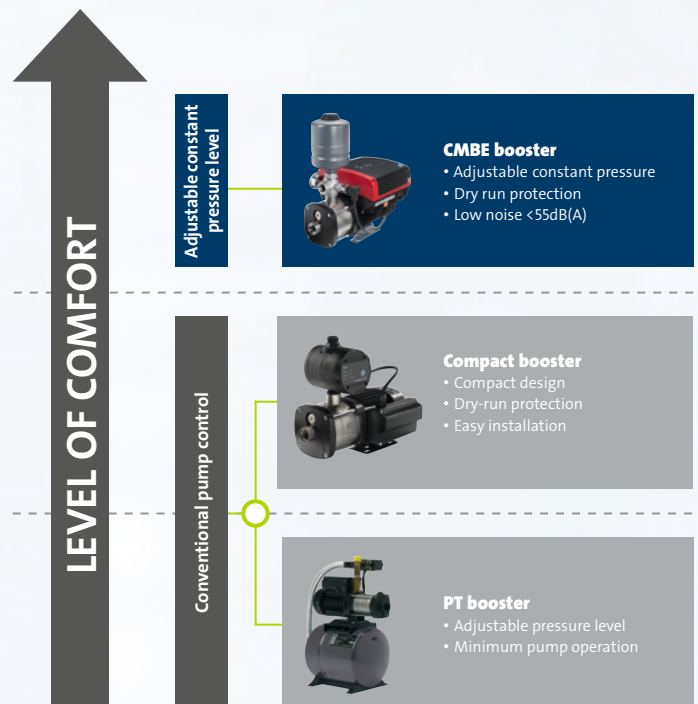 LEVEL OF COMFORT
Adjustable constant
pressure level
CMBE booster
• Adjustable constant pressure
• Dry run protection
• Low noise <55dB(A)
Conventional pump control
Compact booster
• Compact design
• Dry-run protection
• Easy installation
PT booster
• Adjustable pressure level
• Minimum pump operation